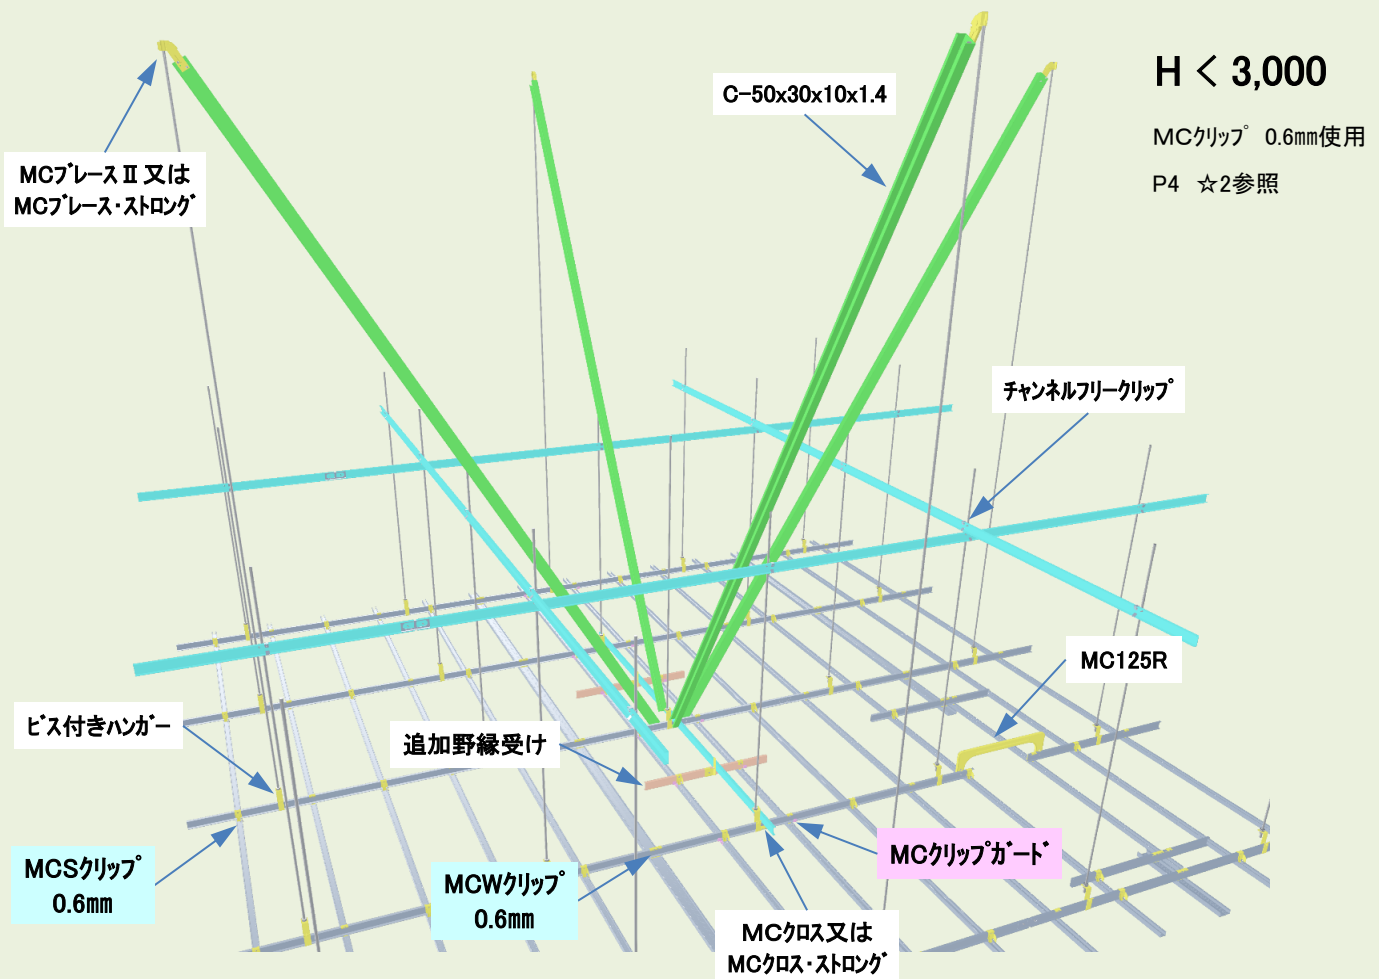 H < 3,000
MCｸﾘｯﾌﾟ 0.6㎜使用
P4 ☆2参照
C-50x30x10x1.4
MCﾌﾞﾚｰｽⅡ又は
MCﾌﾞﾚｰｽ･ｽﾄﾛﾝｸﾞ
ﾁｬﾝﾈﾙﾌﾘｰｸﾘｯﾌﾟ
MC125R
ﾋﾞｽ付きﾊﾝｶﾞｰ
追加野縁受け
MCｸﾘｯﾌﾟｶﾞｰﾄﾞ
MCSｸﾘｯﾌﾟ
0.6㎜
MCWｸﾘｯﾌﾟ
0.6㎜
MCｸﾛｽ又は
MCｸﾛｽ･ｽﾄﾛﾝｸﾞ